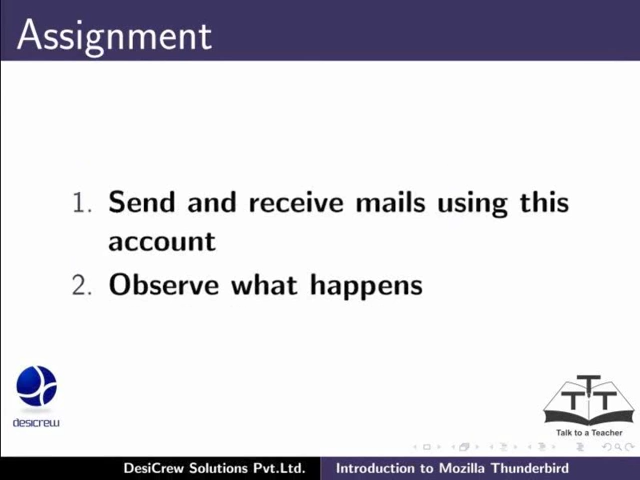 Assignment
1. Send and receive mails using this
account
2. Observe what happens
desicrew
TTT
Talk to a Teacher
DesiCrew Solutions Pvt.Ltd. Introduction to Mozilla Thunderbird